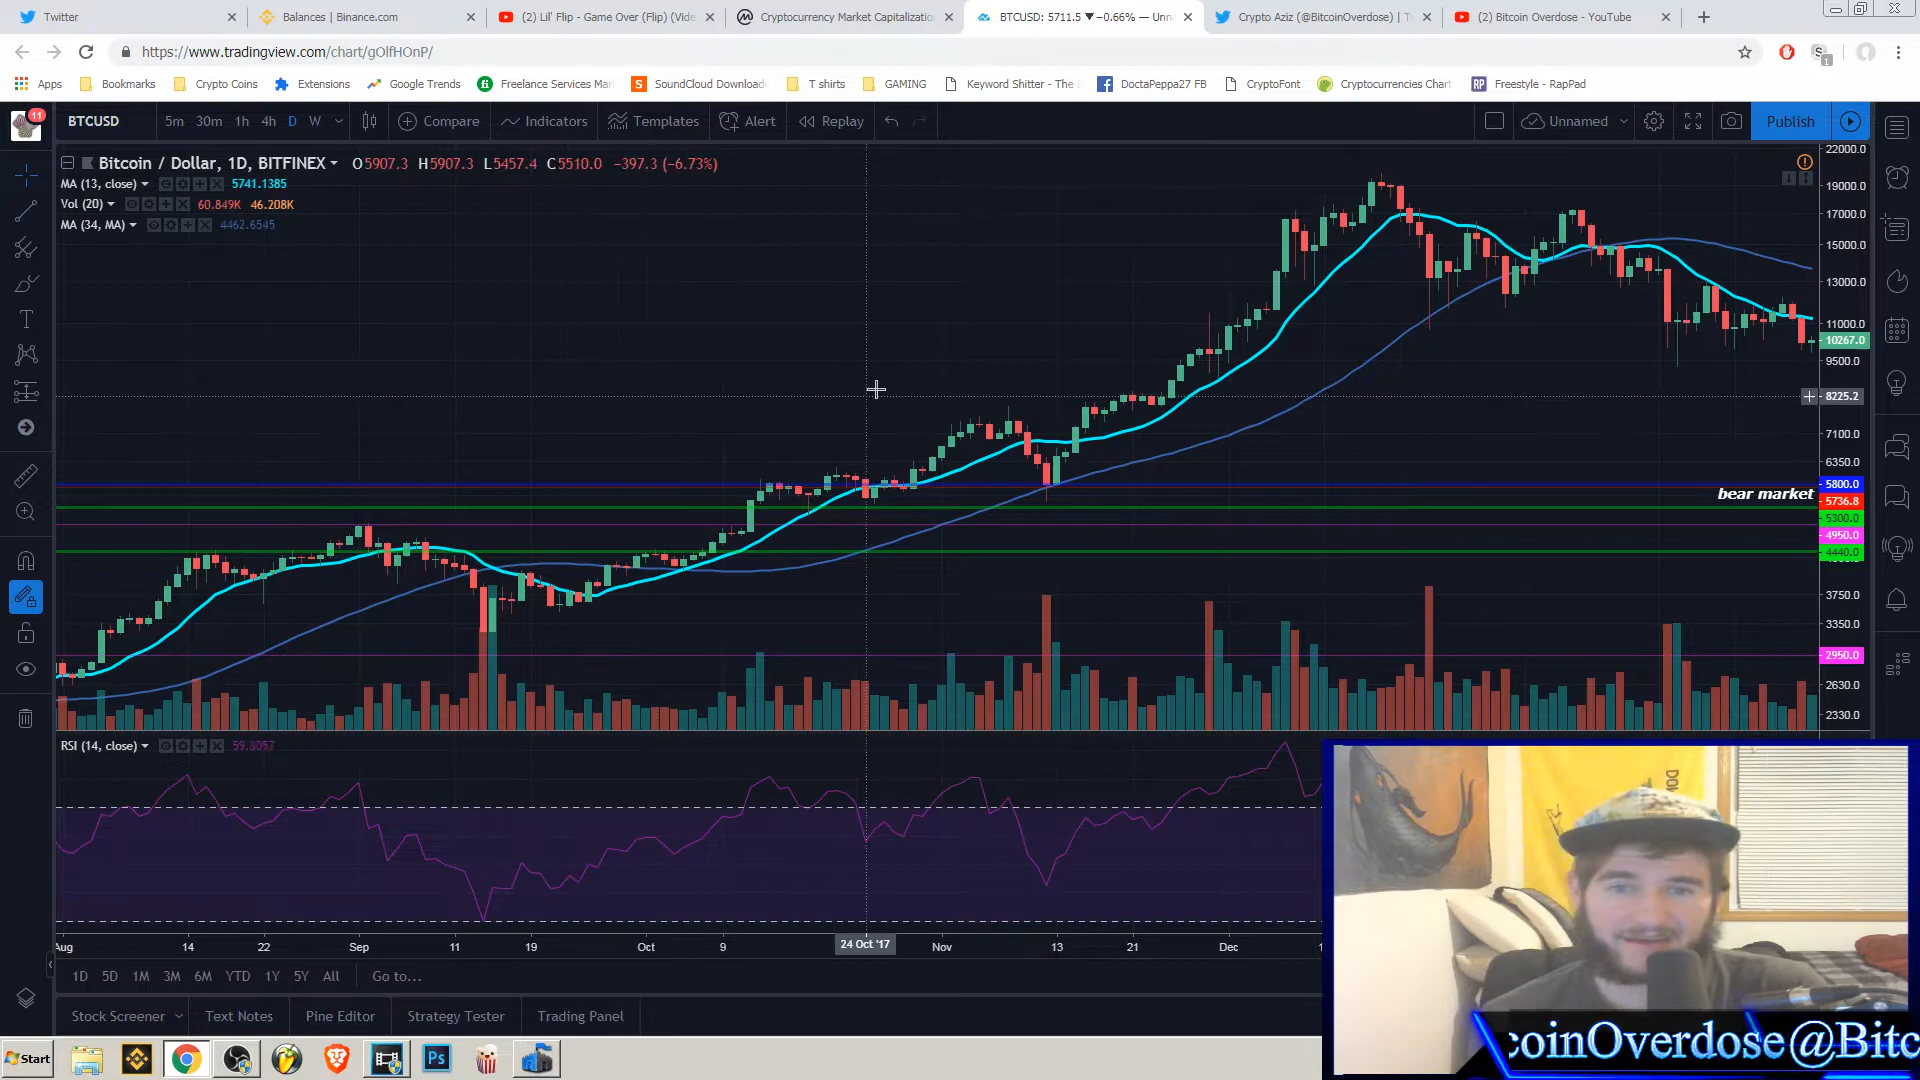 Twitter
Balances | Binance.com
(2) Lil' Flip - Game Over (Flip) (Vide
Cryptocurrency Market Capitalizatio
BTCUSD: 5711.5 ▼−0.66% — Unn
Crypto Aziz (@BitcoinOverdose) | T
(2) Bitcoin Overdose - YouTube
https://www.tradingview.com/chart/gOlfHOnP/
Apps
Bookmarks
Crypto Coins
Extensions
Google Trends
Freelance Services Mar
SoundCloud Download
T shirts
GAMING
Keyword Shitter - The
DoctaPeppa27 FB
CryptoFont
Cryptocurrencies Chart
Freestyle - RapPad
11
BTCUSD
5m 30m 1h 4h D W
Compare
Indicators
Templates
Alert
Replay
Unnamed
Publish
Bitcoin / Dollar, 1D, BITFINEX O5907.3 H5907.3 L5457.4 C5510.0 −397.3 (−6.73%)
MA (13, close) 5741.1385
Vol (20) 60.849K 46.208K
MA (34, MA) 4462.6545
22000.0
19000.0
17000.0
15000.0
13000.0
11000.0
10267.0
9500.0
8225.2
7100.0
6350.0
5800.0
bear market
5736.8
5300.0
4950.0
4440.0
3750.0
3350.0
2950.0
2630.0
2330.0
RSI (14, close) 59.8057
Aug 14 22 Sep 11 19 Oct 9 24 Oct '17 Nov 13 21 Dec
1D 5D 1M 3M 6M YTD 1Y 5Y All Go to...
Stock Screener Text Notes Pine Editor Strategy Tester Trading Panel
Start
Ps
coinOverdose@Bitc